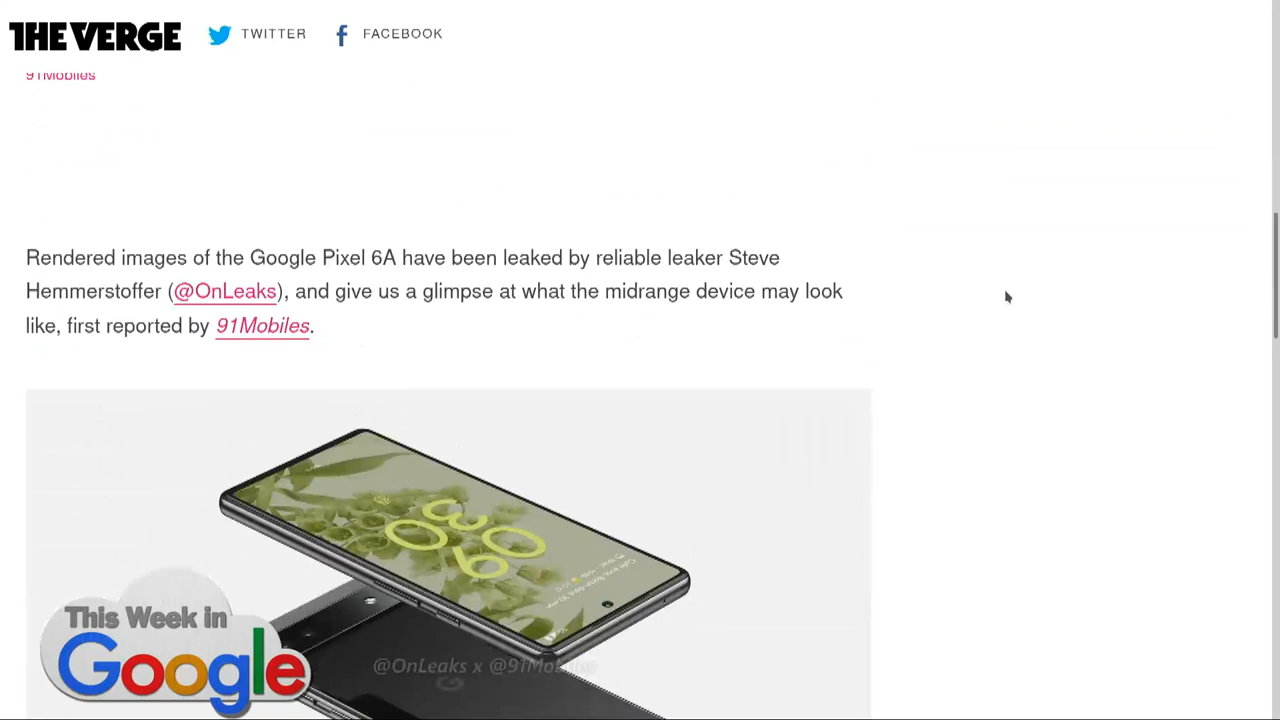 THE VERGE TWITTER FACEBOOK
91Mobiles
Rendered images of the Google Pixel 6A have been leaked by reliable leaker Steve
Hemmerstoffer (@OnLeaks), and give us a glimpse at what the midrange device may look
like, first reported by 91Mobiles.
@OnLeaks x @91Mobiles
This Week in
Google